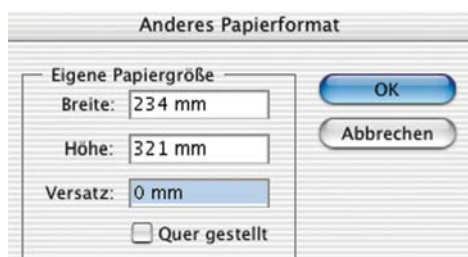 Anderes Papierformat
Eigene Papiergröße
Breite: 234 mm
Höhe: 321 mm
Versatz: 0 mm
Quer gestellt
OK
Abbrechen